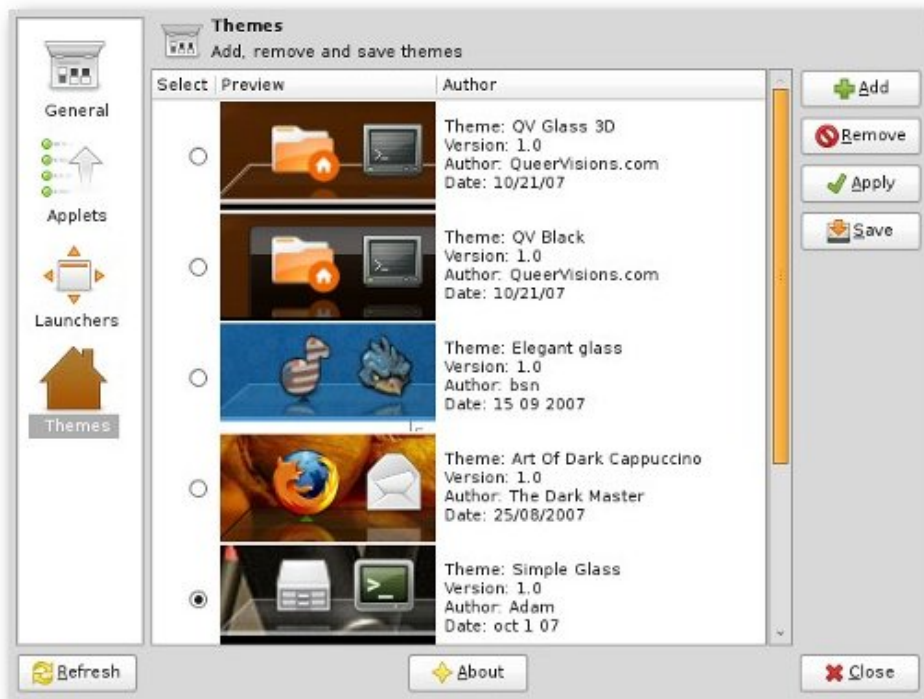 Themes
Add, remove and save themes
General
Applets
Launchers
Themes
Select Preview Author
Theme: QV Glass 3D
Version: 1.0
Author: QueerVisions.com
Date: 10/21/07
Theme: QV Black
Version: 1.0
Author: QueerVisions.com
Date: 10/21/07
Theme: Elegant glass
Version: 1.0
Author: bsn
Date: 15 09 2007
Theme: Art Of Dark Cappuccino
Version: 1.0
Author: The Dark Master
Date: 25/08/2007
Theme: Simple Glass
Version: 1.0
Author: Adam
Date: oct 1 07
Add
Remove
Apply
Save
Refresh
About
Close